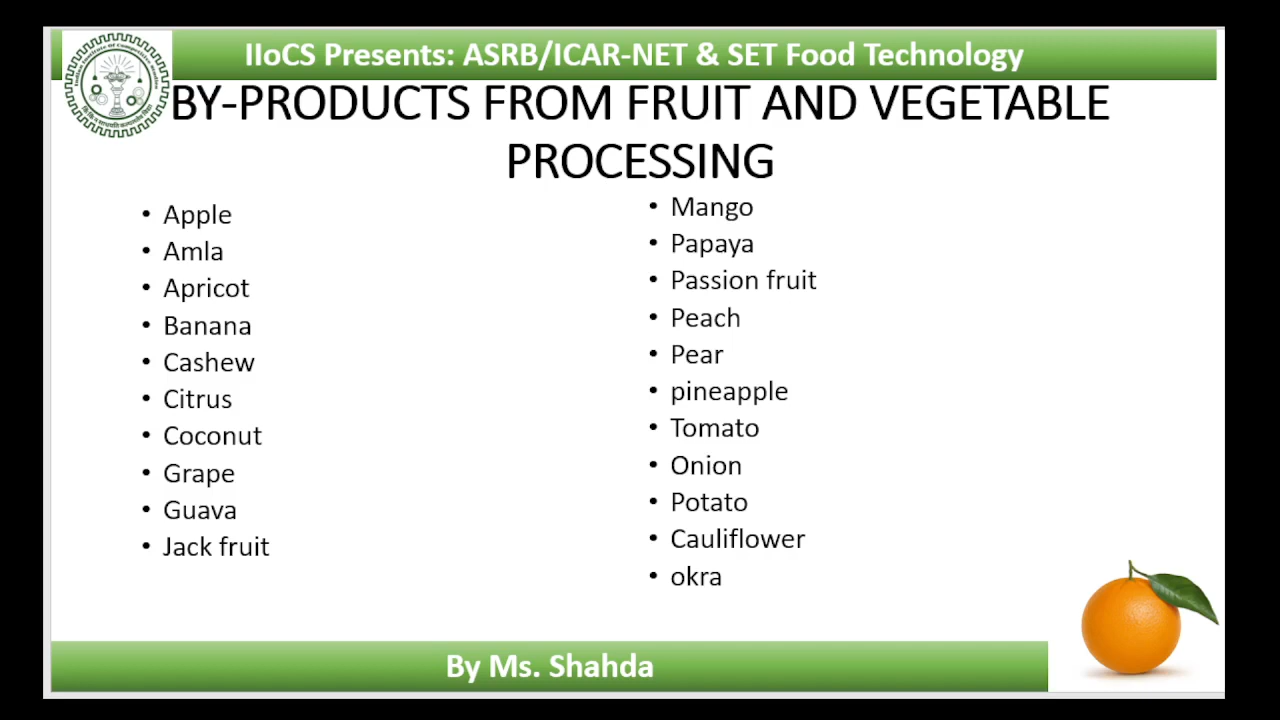 IIoCS Presents: ASRB/ICAR-NET & SET Food Technology
BY-PRODUCTS FROM FRUIT AND VEGETABLE
PROCESSING
• Apple
• Amla
• Apricot
• Banana
• Cashew
• Citrus
• Coconut
• Grape
• Guava
• Jack fruit
• Mango
• Papaya
• Passion fruit
• Peach
• Pear
• pineapple
• Tomato
• Onion
• Potato
• Cauliflower
• okra
By Ms. Shahda